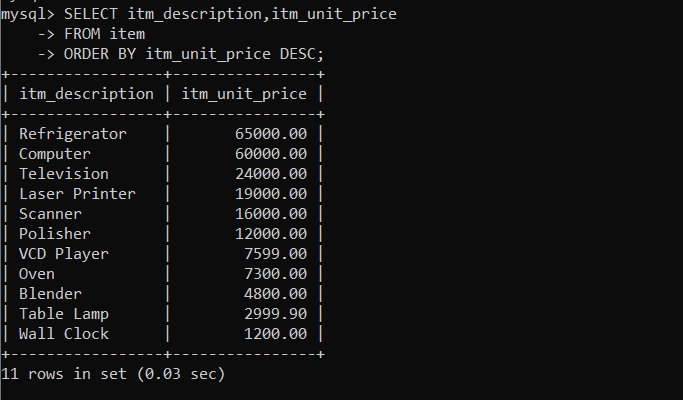 mysql> SELECT itm_description,itm_unit_price
    -> FROM item
    -> ORDER BY itm_unit_price DESC;
+-----------------+----------------+
| itm_description | itm_unit_price |
+-----------------+----------------+
| Refrigerator    |       65000.00 |
| Computer        |       60000.00 |
| Television      |       24000.00 |
| Laser Printer   |       19000.00 |
| Scanner         |       16000.00 |
| Polisher        |       12000.00 |
| VCD Player      |        7599.00 |
| Oven            |        7300.00 |
| Blender         |        4800.00 |
| Table Lamp      |        2999.90 |
| Wall Clock      |        1200.00 |
+-----------------+----------------+
11 rows in set (0.03 sec)